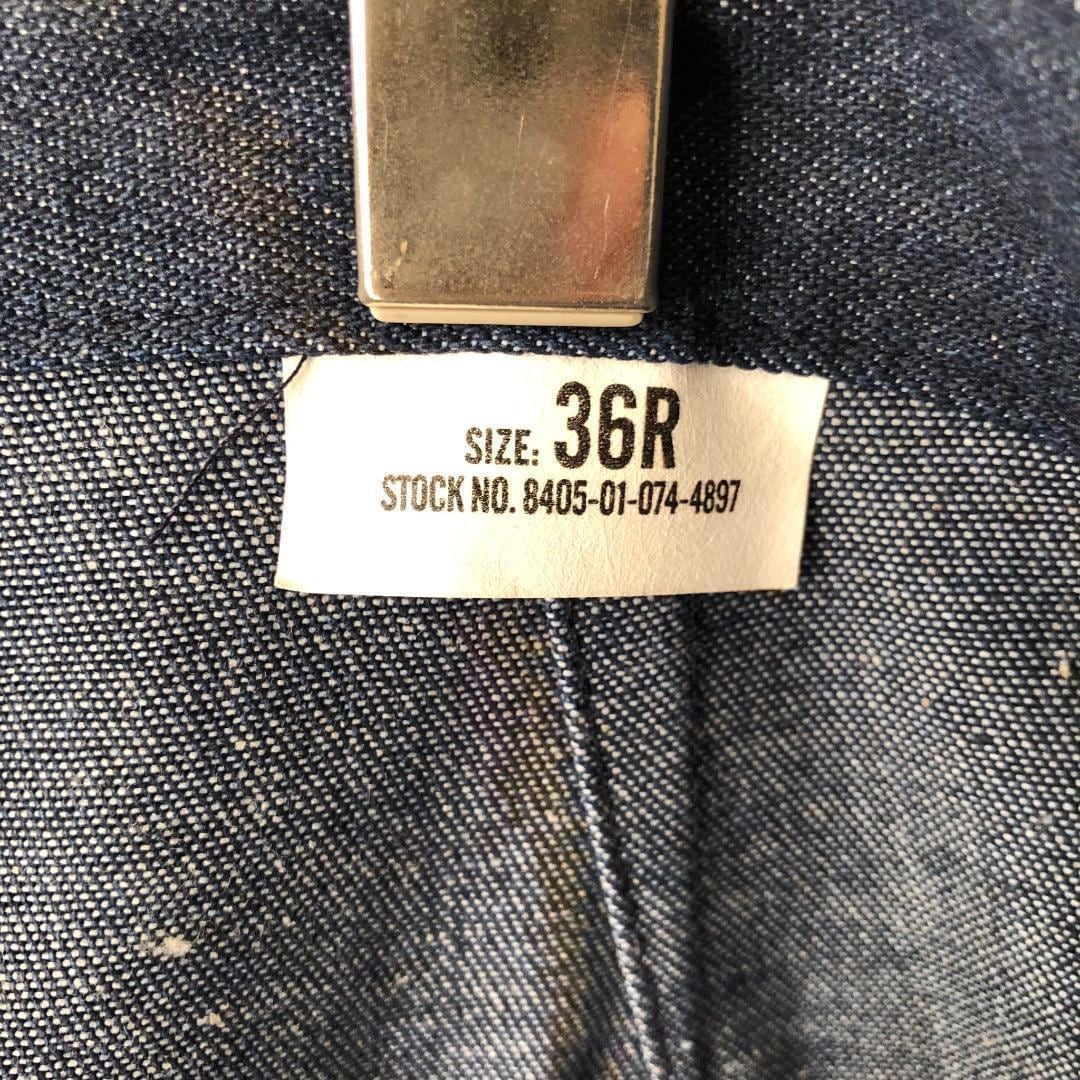 SIZE: 36R
STOCK NO. 8405-01-074-4897